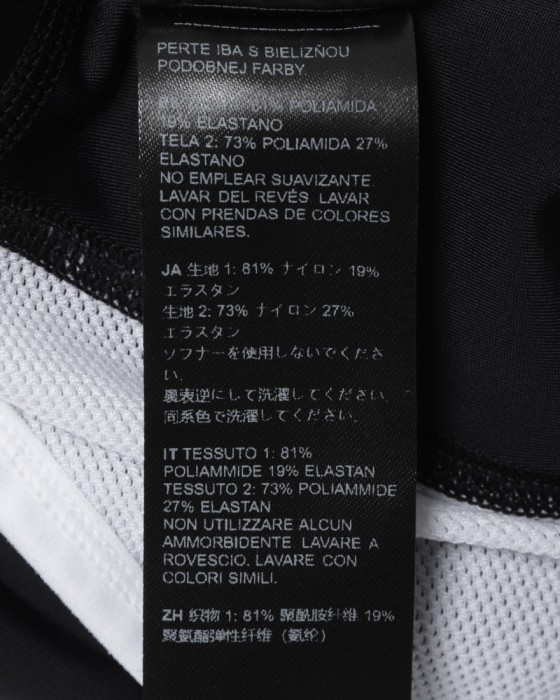 PERTE IBA S BIELIZŇOU
PODOBNEJ FARBY
81% POLIAMIDA
19% ELASTANO
TELA 2: 73% POLIAMIDA 27%
ELASTANO
NO EMPLEAR SUAVIZANTE
LAVAR DEL REVÉS LAVAR
CON PRENDAS DE COLORES
SIMILARES.
JA 生地 1: 81% ナイロン 19%
エラスタン
生地 2: 73% ナイロン 27%
エラスタン
ソフナーを使用しないでくださ
い。
裏表逆にして洗濯してください。
同系色で洗濯してください。
IT TESSUTO 1: 81%
POLIAMMIDE 19% ELASTAN
TESSUTO 2: 73% POLIAMMIDE
27% ELASTAN
NON UTILIZZARE ALCUN
AMMORBIDENTE LAVARE A
ROVESCIO. LAVARE CON
COLORI SIMILI.
ZH 织物 1: 81% 聚酰胺纤维 19%
聚氨酯弹性纤维（氨纶）